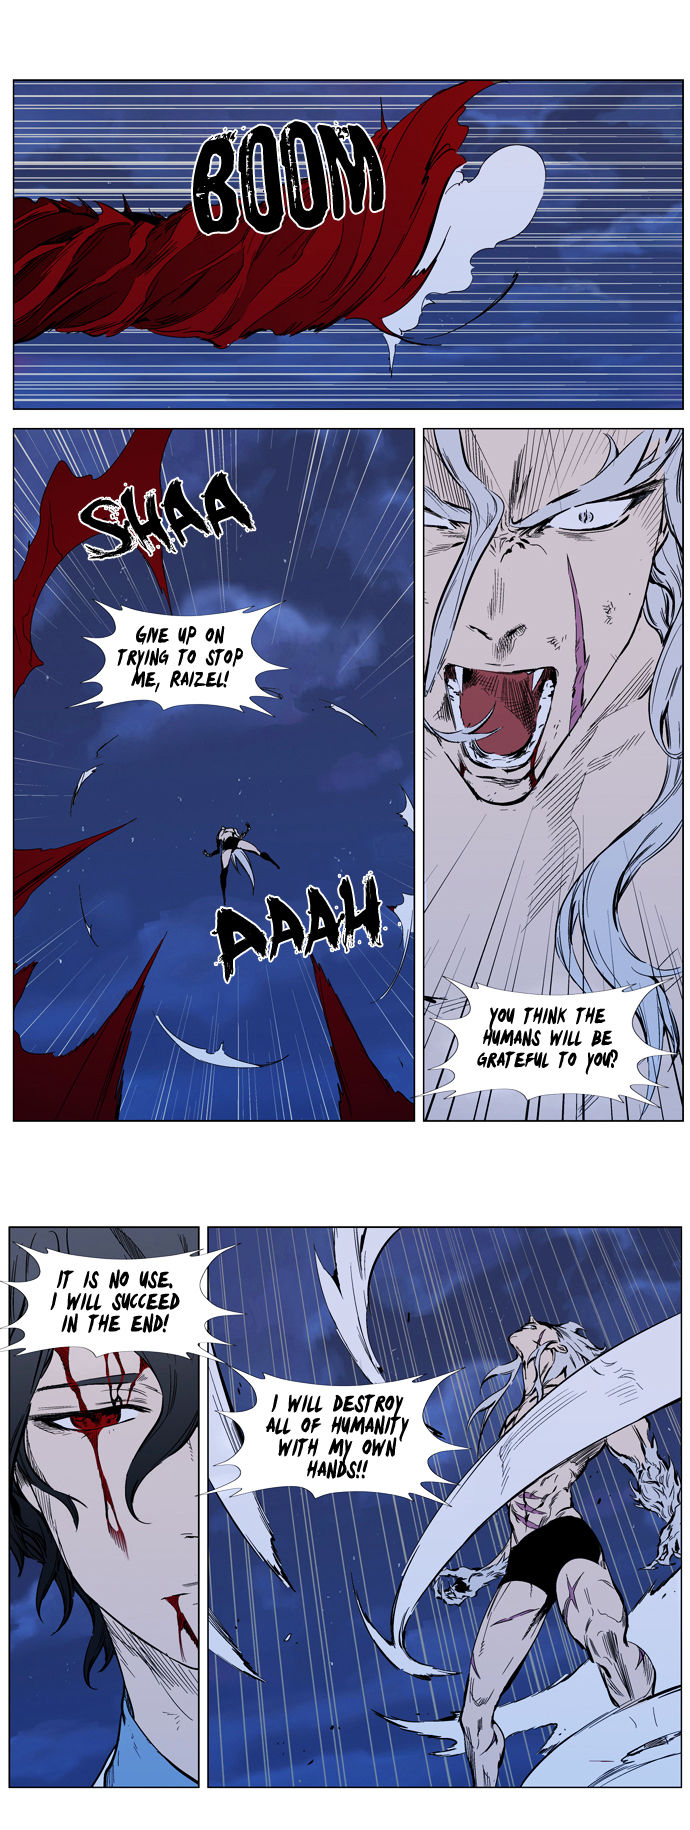 BOOM
SHAA
GIVE UP ON
TRYING TO STOP
ME, RAIZEL!
AAAH
YOU THINK THE
HUMANS WILL BE
GRATEFUL TO YOU?
IT IS NO USE.
I WILL SUCCEED
IN THE END!
I WILL DESTROY
ALL OF HUMANITY
WITH MY OWN
HANDS!!